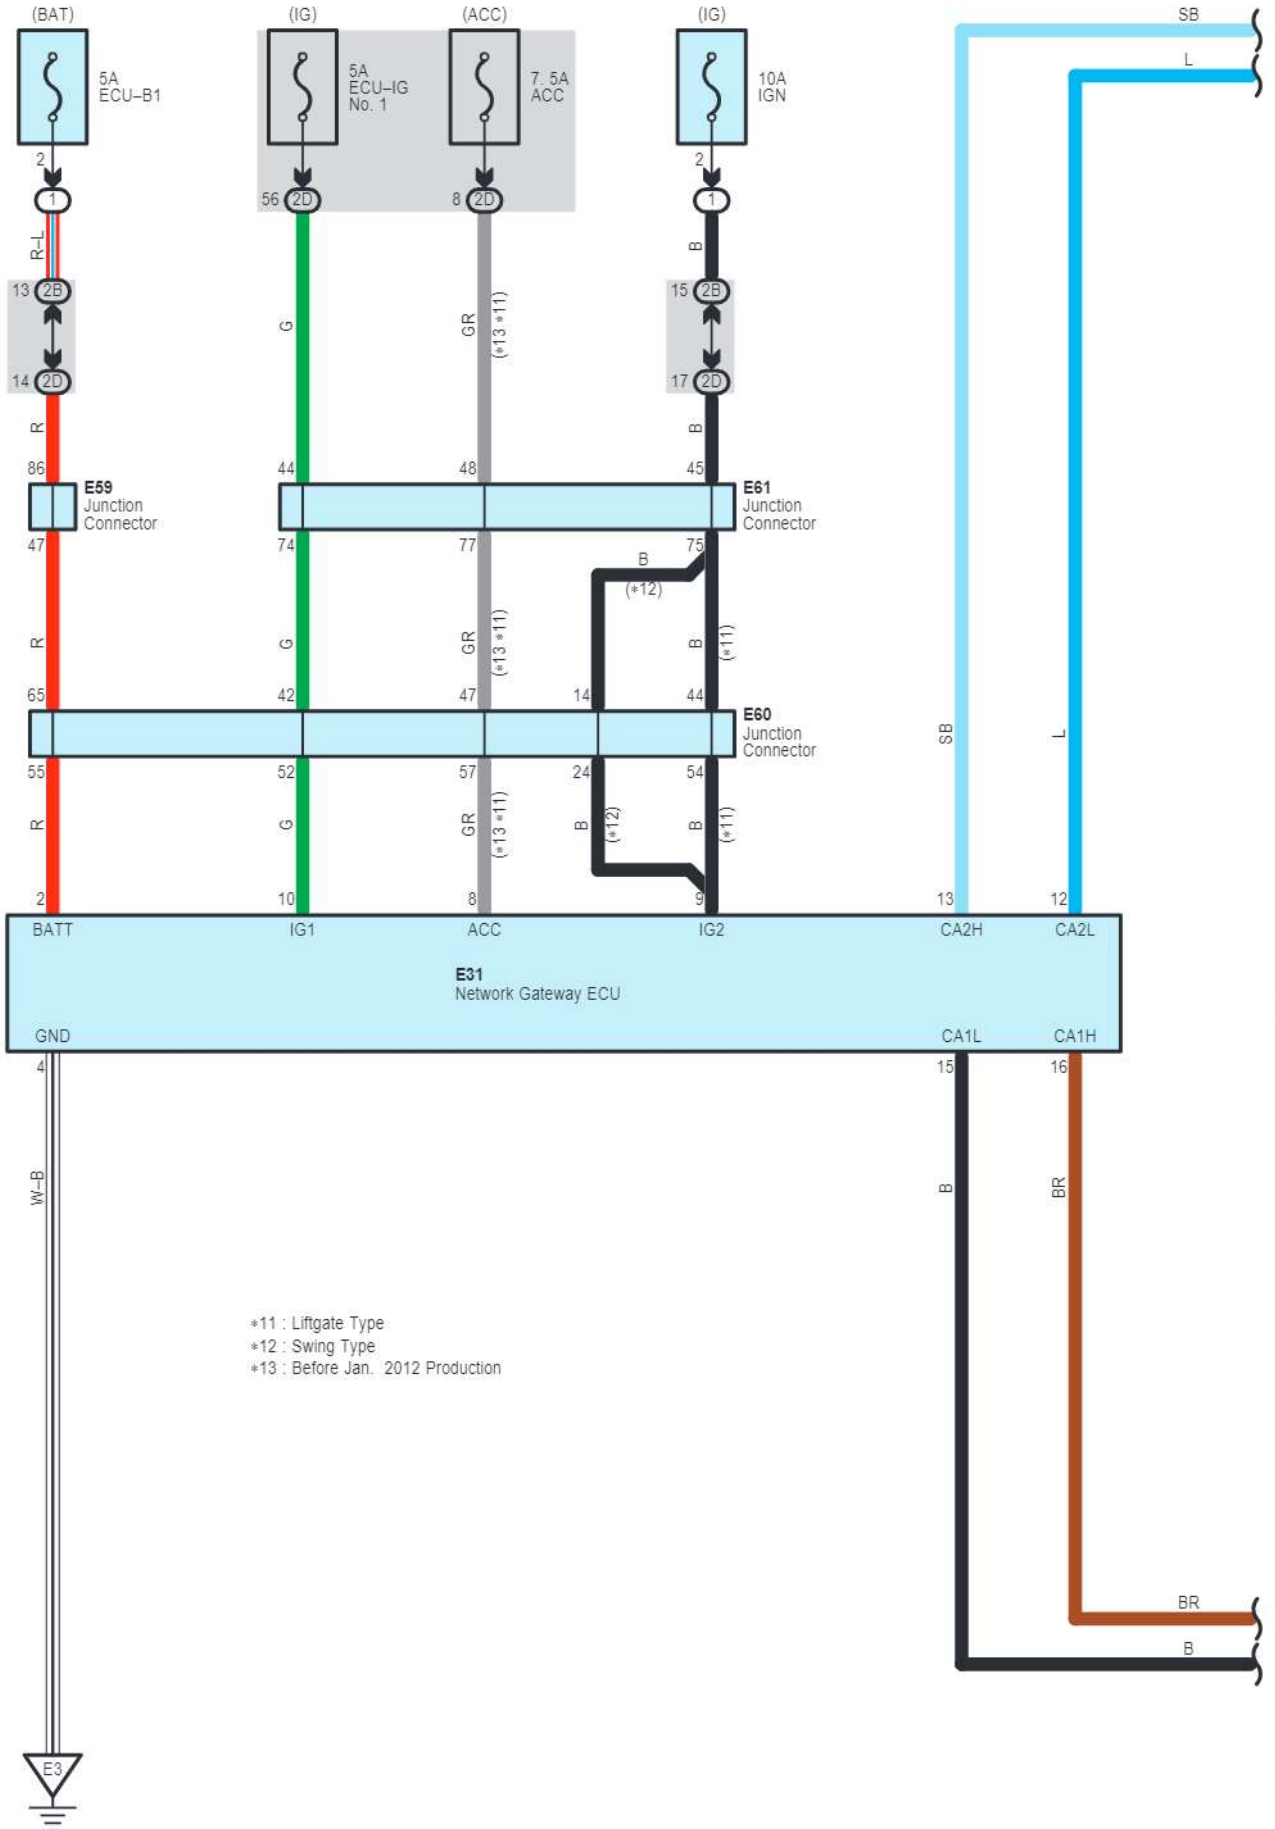 (BAT) (IG) (ACC) (IG) SB
L
5A
ECU–B1
5A
ECU–IG
No. 1
7. 5A
ACC
10A
IGN
2 2
1 56 2D 8 2D 1
R–L B
13 2B 15 2B
G GR (*13 *11)
14 2D 17 2D
R B
86 44 48 45
E59
Junction
Connector
E61
Junction
Connector
47 74 77 75
B
(*12)
R G GR (*13 *11) B (*11)
65 42 47 14 44
E60
Junction
Connector
SB L
55 52 57 24 54
R G GR (*13 *11) B (*12) B (*11)
2 10 8 9 13 12
BATT IG1 ACC IG2 CA2H CA2L
E31
Network Gateway ECU
GND CA1L CA1H
4 15 16
W–B B BR
*11 : Liftgate Type
*12 : Swing Type
*13 : Before Jan. 2012 Production
BR
B
E3